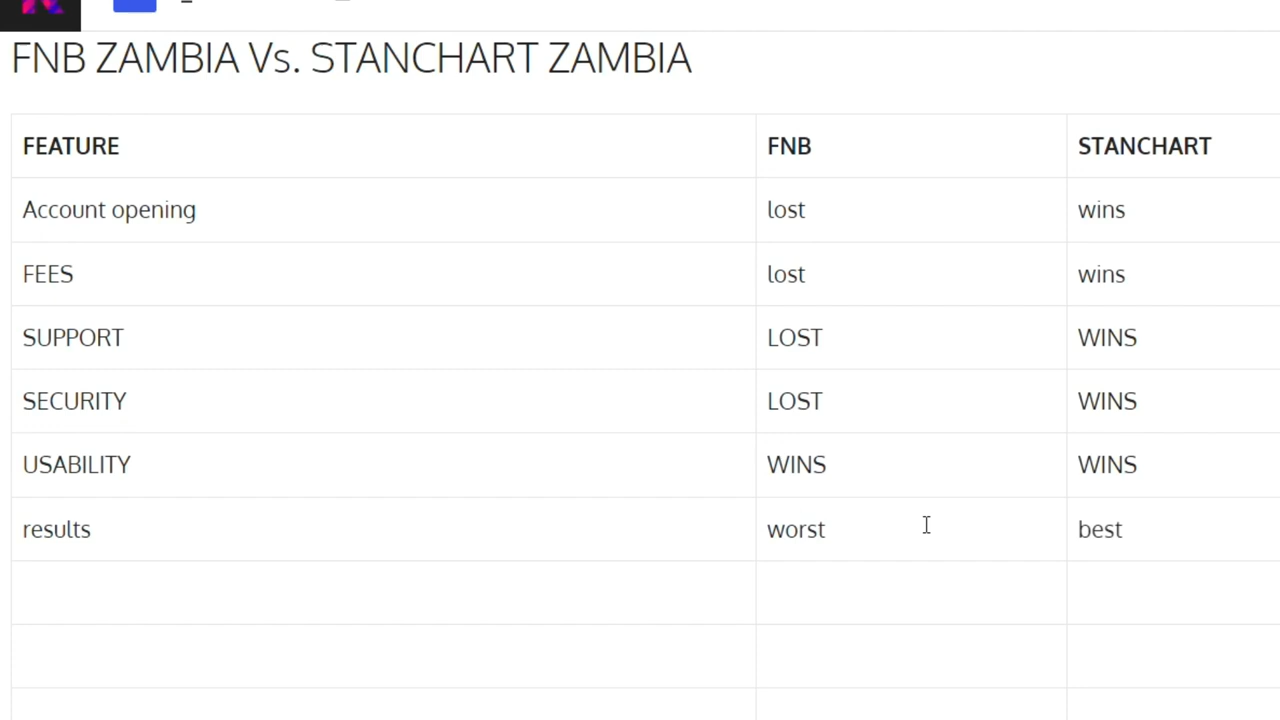 FNB ZAMBIA Vs. STANCHART ZAMBIA
FEATURE FNB STANCHART
Account opening lost wins
FEES lost wins
SUPPORT LOST WINS
SECURITY LOST WINS
USABILITY WINS WINS
results worst best